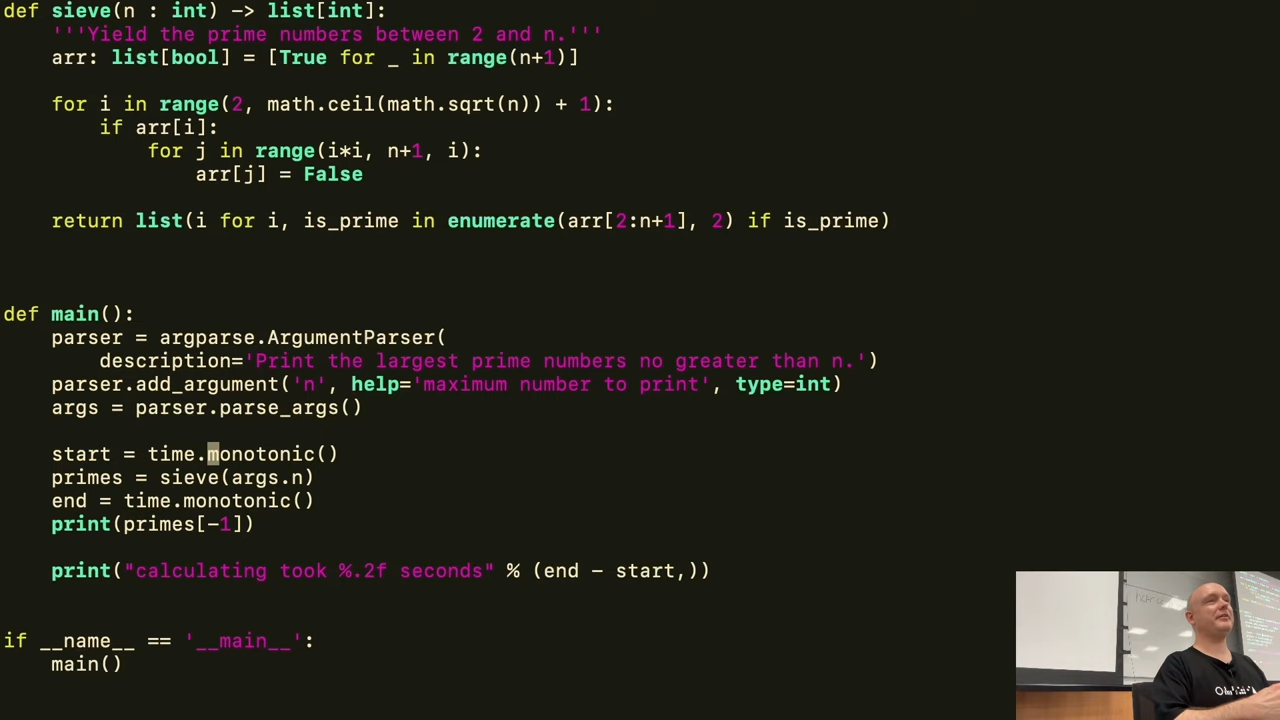 def sieve(n : int) -> list[int]:
    '''Yield the prime numbers between 2 and n.'''
    arr: list[bool] = [True for _ in range(n+1)]
    for i in range(2, math.ceil(math.sqrt(n)) + 1):
        if arr[i]:
            for j in range(i*i, n+1, i):
                arr[j] = False
    return list(i for i, is_prime in enumerate(arr[2:n+1], 2) if is_prime)
def main():
    parser = argparse.ArgumentParser(
        description='Print the largest prime numbers no greater than n.')
    parser.add_argument('n', help='maximum number to print', type=int)
    args = parser.parse_args()
    start = time.monotonic()
    primes = sieve(args.n)
    end = time.monotonic()
    print(primes[-1])
    print("calculating took %.2f seconds" % (end - start,))
if __name__ == '__main__':
    main()